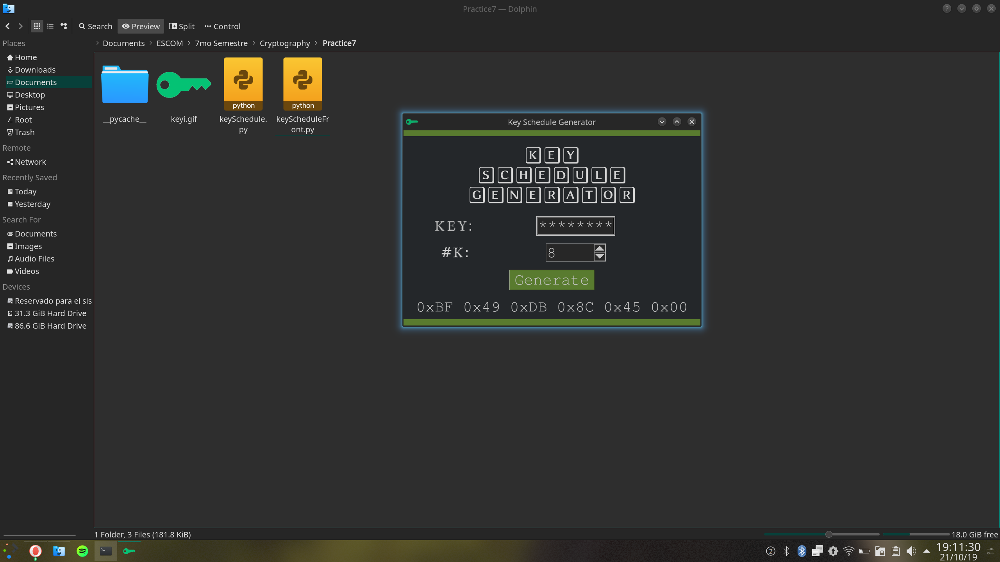 Practice7 — Dolphin
Search Preview Split Control
Places
Documents ESCOM 7mo Semestre Cryptography Practice7
Home
Downloads
Documents
Desktop
Pictures
Root
Trash
Remote
Network
Recently Saved
Today
Yesterday
Search For
Documents
Images
Audio Files
Videos
Devices
Reservado para el sis
31.3 GiB Hard Drive
86.6 GiB Hard Drive
python
python
__pycache__
keyi.gif
keySchedule.
py
keyScheduleFr
ont.py
Key Schedule Generator
KEY
SCHEDULE
GENERATOR
KEY: ********
#K: 8
Generate
0xBF 0x49 0xDB 0x8C 0x45 0x00
1 Folder, 3 Files (181.8 KiB)
18.0 GiB free
2
19:11:30
21/10/19